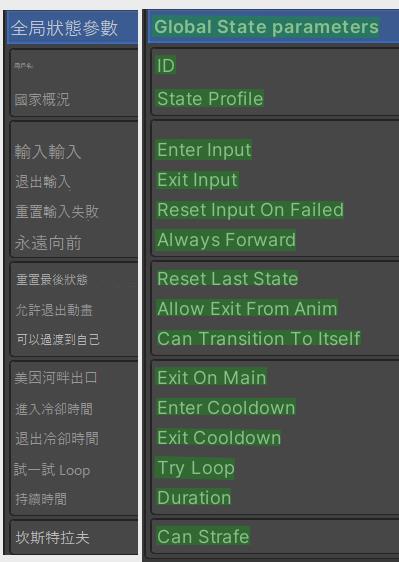 全局狀態參數
國家概況
輸入輸入
退出輸入
重置輸入失敗
永遠向前
重置最後狀態
允許退出動畫
可以過渡到自己
美因河畔出口
進入冷卻時間
退出冷卻時間
試一試 Loop
持續時間
坎斯特拉夫
Global State parameters
ID
State Profile
Enter Input
Exit Input
Reset Input On Failed
Always Forward
Reset Last State
Allow Exit From Anim
Can Transition To Itself
Exit On Main
Enter Cooldown
Exit Cooldown
Try Loop
Duration
Can Strafe